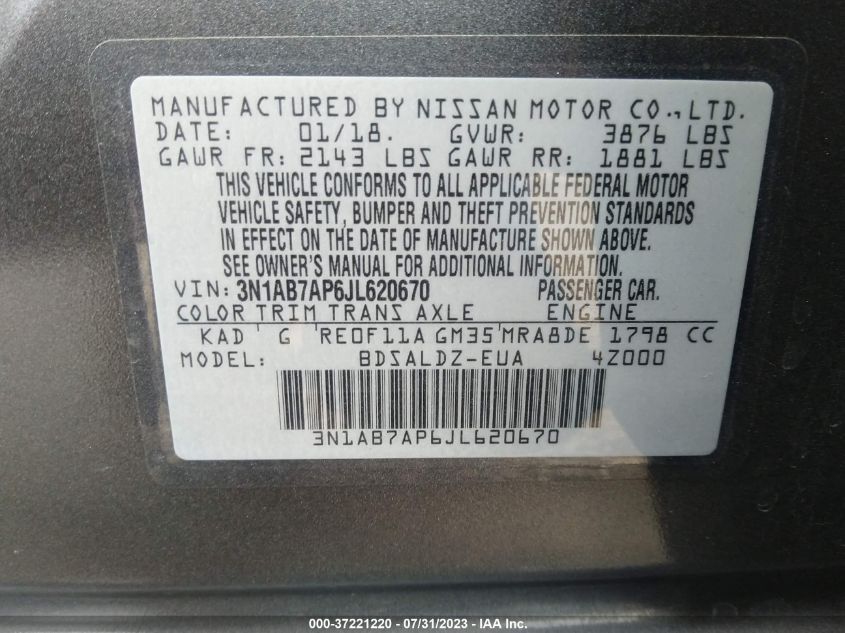 MANUFACTURED BY NISSAN MOTOR CO.,LTD.
DATE: 01/18. GVWR: 3876 LBS
GAWR FR: 2143 LBS GAWR RR: 1881 LBS
THIS VEHICLE CONFORMS TO ALL APPLICABLE FEDERAL MOTOR
VEHICLE SAFETY, BUMPER AND THEFT PREVENTION STANDARDS
IN EFFECT ON THE DATE OF MANUFACTURE SHOWN ABOVE.
SEE OWNER'S MANUAL FOR ADDITIONAL INFORMATION.
VIN: 3N1AB7AP6JL620670 PASSENGER CAR.
COLOR TRIM TRANS AXLE ENGINE
KAD G RE0F11A GM35 MRA8DE 1798 CC
MODEL: BDSALDZ-EUA 4Z000
3N1AB7AP6JL620670
000-37221220 - 07/31/2023 - IAA Inc.